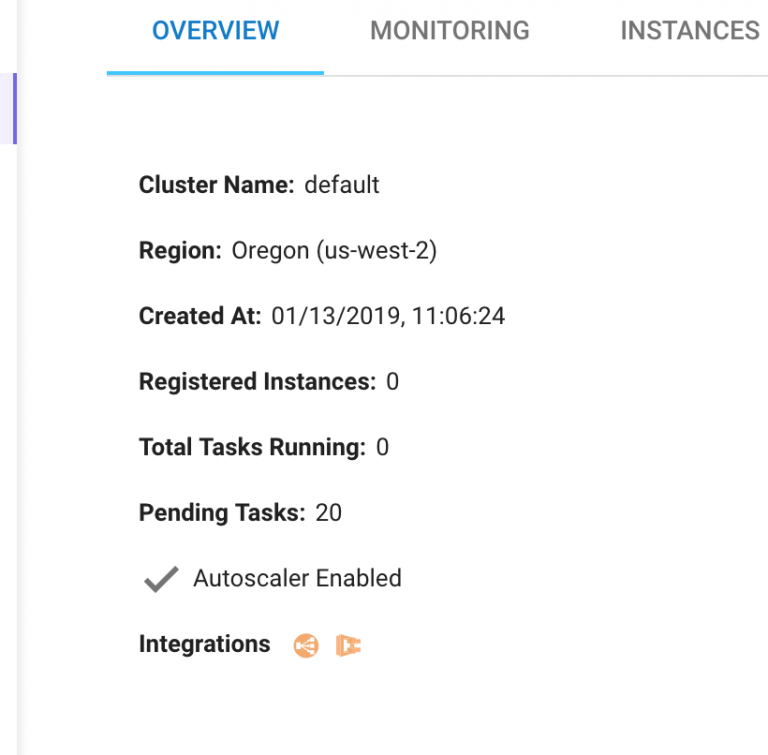 OVERVIEW MONITORING INSTANCES
Cluster Name: default
Region: Oregon (us-west-2)
Created At: 01/13/2019, 11:06:24
Registered Instances: 0
Total Tasks Running: 0
Pending Tasks: 20
Autoscaler Enabled
Integrations